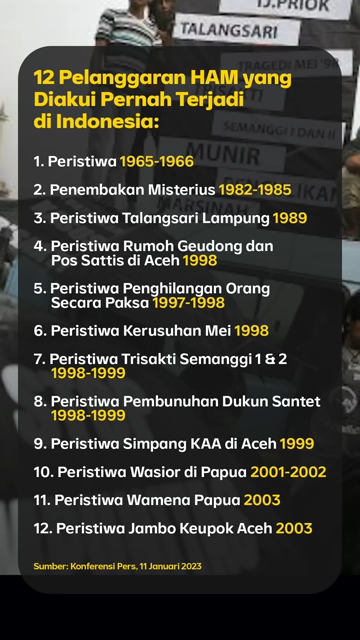 IJ.PRIOK
TALANGSARI
TRAGEDI MEI '98
TRISAKTI
SEMANGGI I DAN II
MUNIR
MARSINAH
12 Pelanggaran HAM yang
Diakui Pernah Terjadi
di Indonesia:
1. Peristiwa 1965-1966
2. Penembakan Misterius 1982-1985
3. Peristiwa Talangsari Lampung 1989
4. Peristiwa Rumoh Geudong dan
Pos Sattis di Aceh 1998
5. Peristiwa Penghilangan Orang
Secara Paksa 1997-1998
6. Peristiwa Kerusuhan Mei 1998
7. Peristiwa Trisakti Semanggi 1 & 2
1998-1999
8. Peristiwa Pembunuhan Dukun Santet
1998-1999
9. Peristiwa Simpang KAA di Aceh 1999
10. Peristiwa Wasior di Papua 2001-2002
11. Peristiwa Wamena Papua 2003
12. Peristiwa Jambo Keupok Aceh 2003
Sumber: Konferensi Pers, 11 Januari 2023